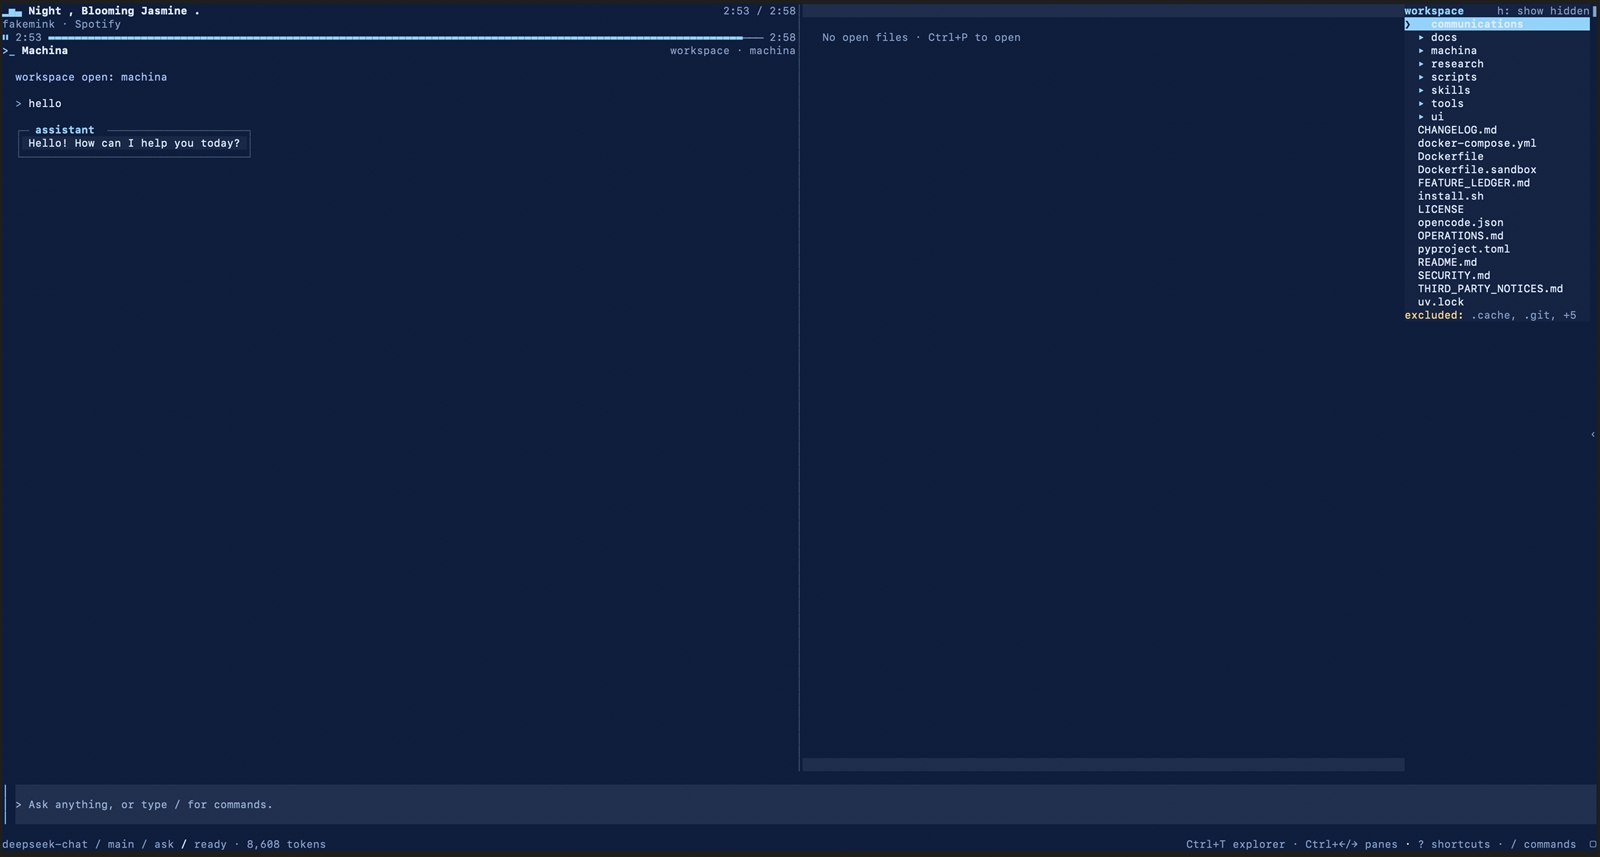 Night , Blooming Jasmine . 2:53 / 2:58
fakemink · Spotify
2:53 2:58
>_ Machina workspace · machina
workspace open: machina
> hello
assistant
Hello! How can I help you today?
No open files · Ctrl+P to open
workspace h: show hidden
❯ communications
▸ docs
▸ machina
▸ research
▸ scripts
▸ skills
▸ tools
▸ ui
CHANGELOG.md
docker-compose.yml
Dockerfile
Dockerfile.sandbox
FEATURE_LEDGER.md
install.sh
LICENSE
opencode.json
OPERATIONS.md
pyproject.toml
README.md
SECURITY.md
THIRD_PARTY_NOTICES.md
uv.lock
excluded: .cache, .git, +5
‹
> Ask anything, or type / for commands.
deepseek-chat / main / ask / ready · 8,608 tokens Ctrl+T explorer · Ctrl+←/→ panes · ? shortcuts · / commands